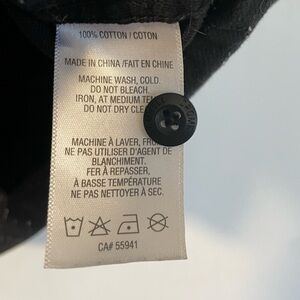 100% COTTON / COTON
MADE IN CHINA /FAIT EN CHINE
MACHINE WASH, COLD.
DO NOT BLEACH.
IRON, AT MEDIUM
DO NOT DRY
MACHINE À LAVER,
NE PAS UTILISER D'AGENT DE
BLANCHIMENT.
FER À REPASSER,
À BASSE TEMPÉRATURE
NE PAS NETTOYER À SEC.
CA# 55941